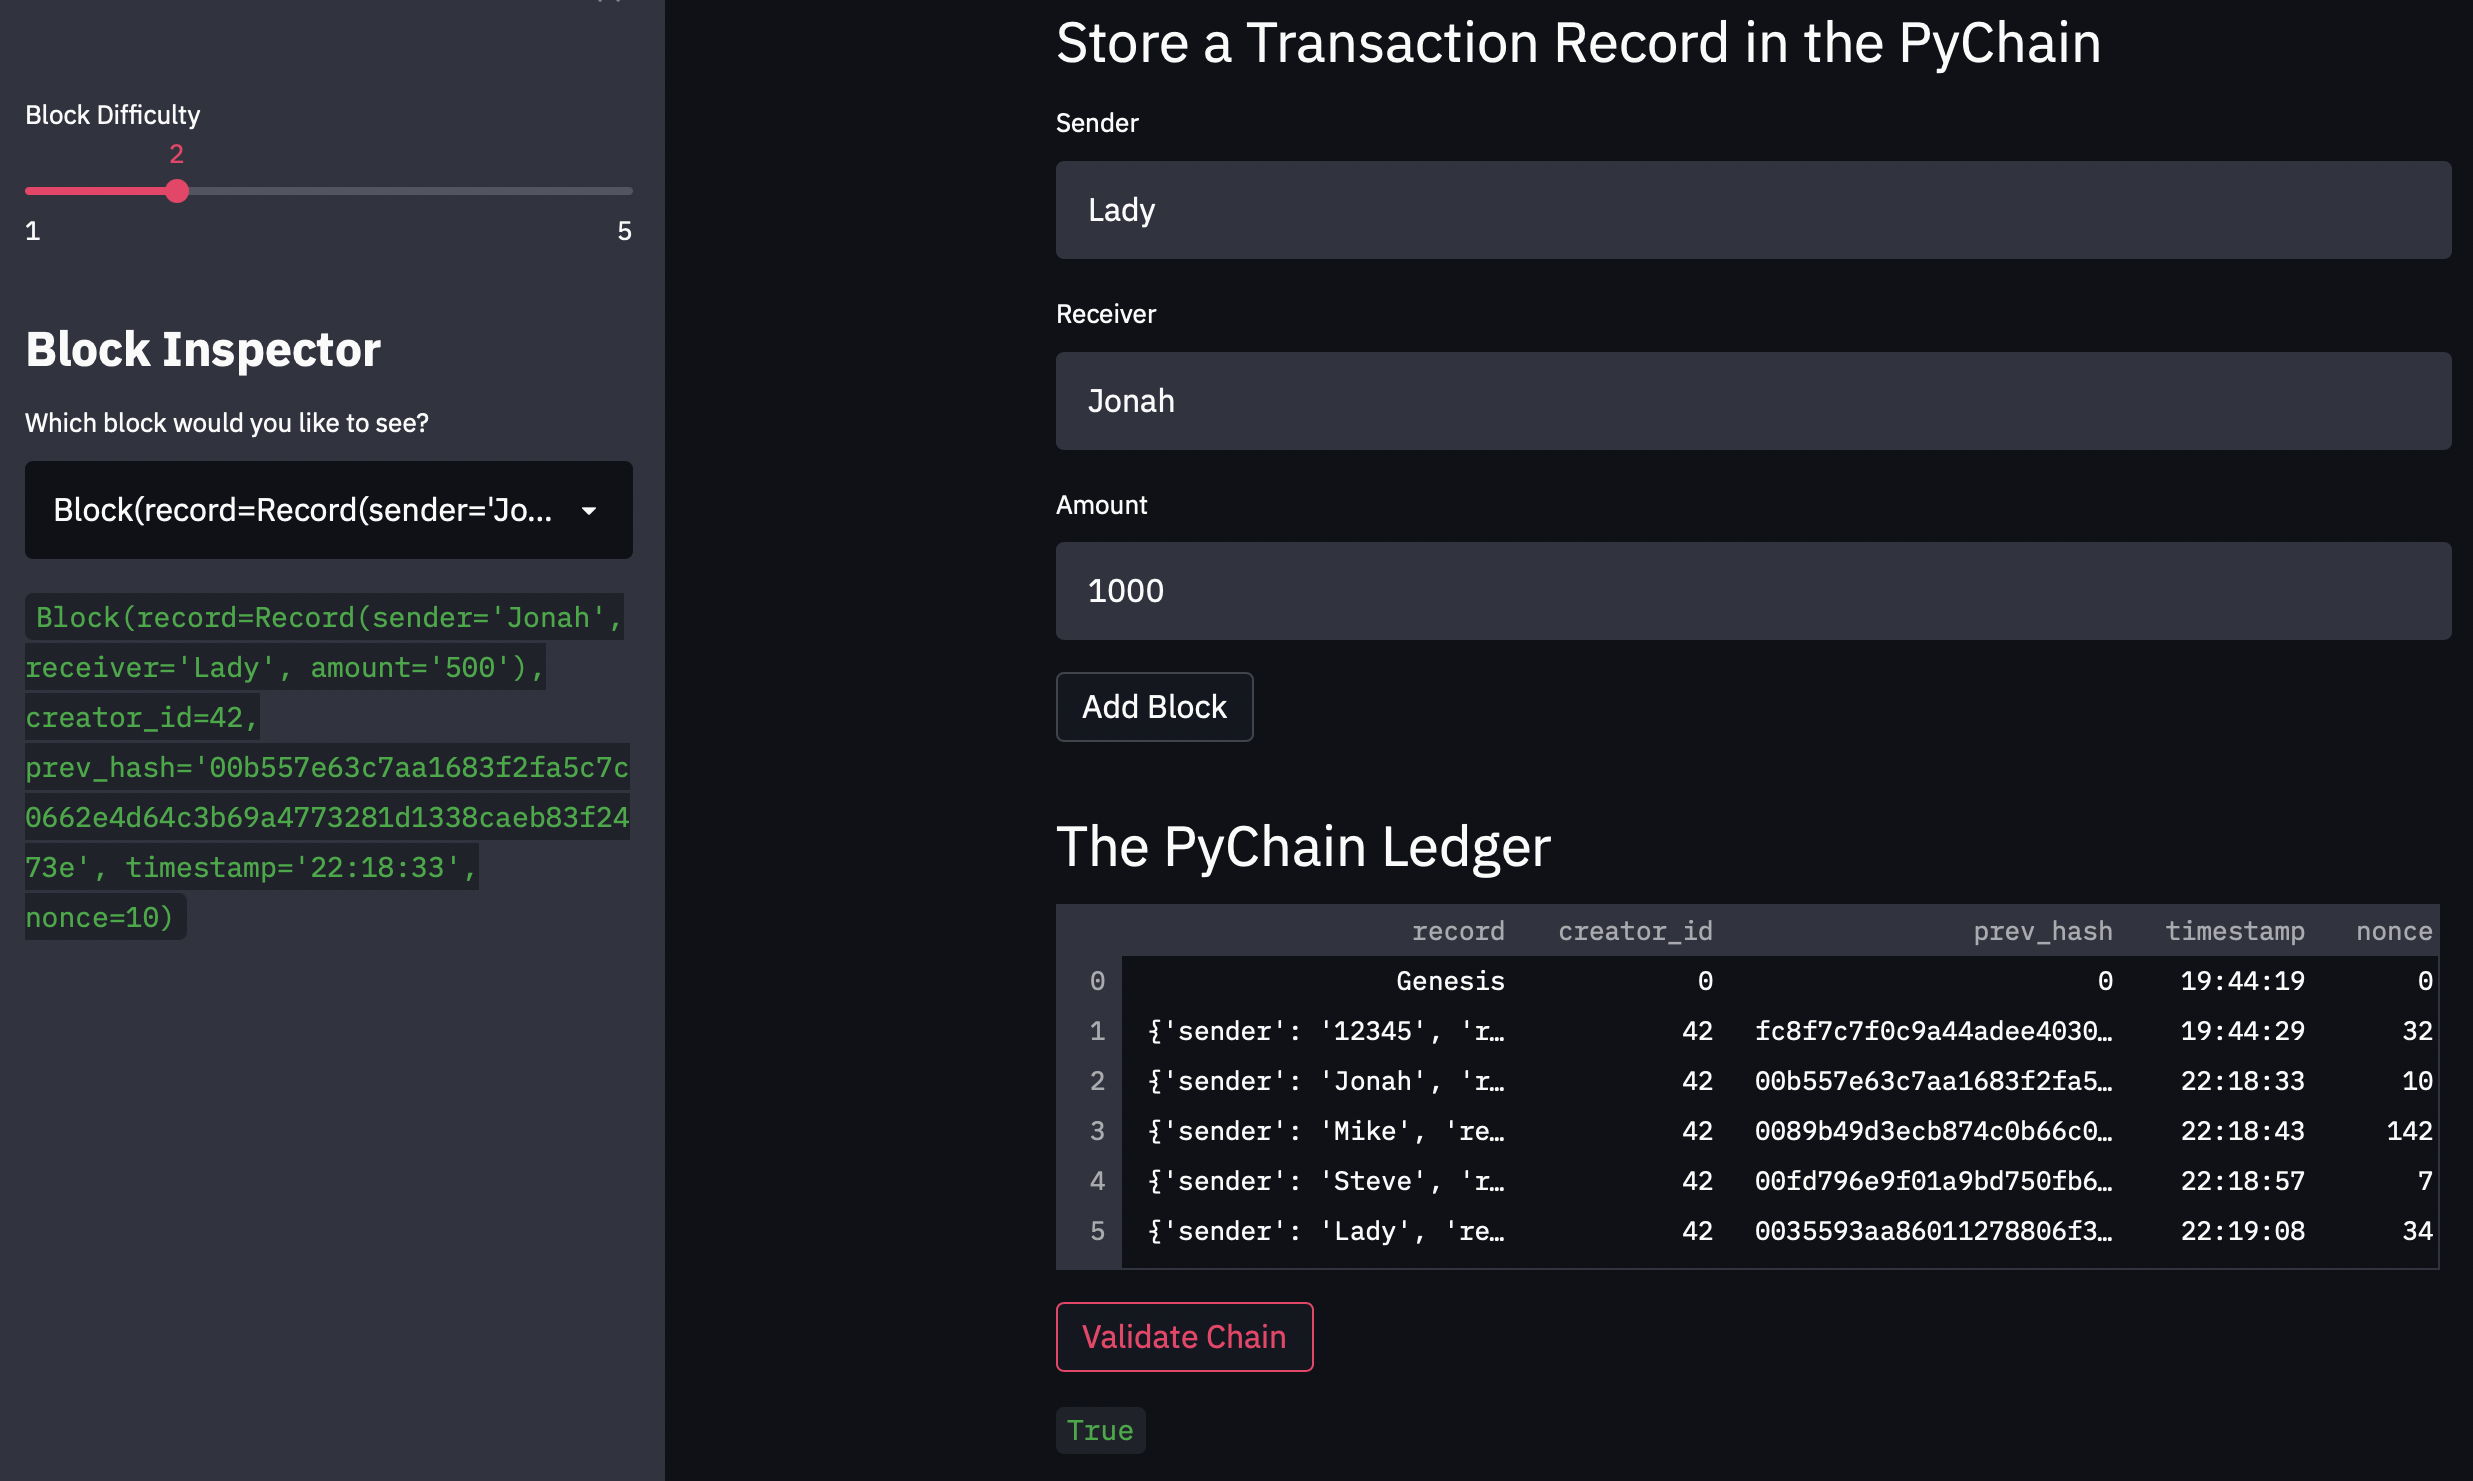 Block Difficulty
2
1 5
Block Inspector
Which block would you like to see?
Block(record=Record(sender='Jo...
Block(record=Record(sender='Jonah',
receiver='Lady', amount='500'),
creator_id=42,
prev_hash='00b557e63c7aa1683f2fa5c7c
0662e4d64c3b69a4773281d1338caeb83f24
73e', timestamp='22:18:33',
nonce=10)
Store a Transaction Record in the PyChain
Sender
Lady
Receiver
Jonah
Amount
1000
Add Block
The PyChain Ledger
record creator_id prev_hash timestamp nonce
0 Genesis 0 0 19:44:19 0
1 {'sender': '12345', 'r… 42 fc8f7c7f0c9a44adee4030… 19:44:29 32
2 {'sender': 'Jonah', 'r… 42 00b557e63c7aa1683f2fa5… 22:18:33 10
3 {'sender': 'Mike', 're… 42 0089b49d3ecb874c0b66c0… 22:18:43 142
4 {'sender': 'Steve', 'r… 42 00fd796e9f01a9bd750fb6… 22:18:57 7
5 {'sender': 'Lady', 're… 42 0035593aa86011278806f3… 22:19:08 34
Validate Chain
True